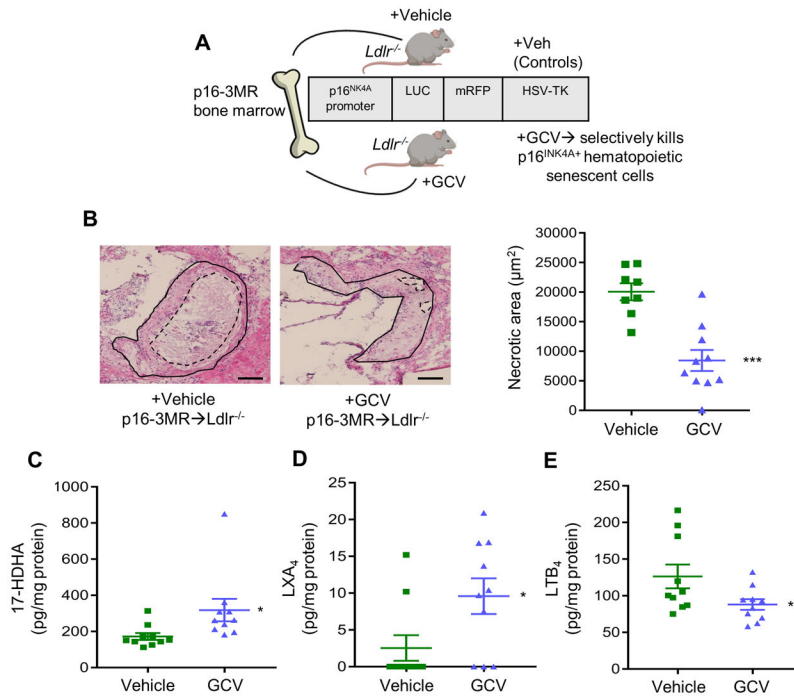 A
+Vehicle
Ldlr-/-
+Veh
(Controls)
p16-3MR
bone marrow
p16NK4A
promoter
LUC
mRFP
HSV-TK
Ldlr-/-
+GCV
+GCV→ selectively kills
p16INK4A+ hematopoietic
senescent cells
B
+Vehicle
p16-3MR→Ldlr-/-
+GCV
p16-3MR→Ldlr-/-
Necrotic area (µm2)
30000
25000
20000
15000
10000
5000
0
***
Vehicle
GCV
C
17-HDHA
(pg/mg protein)
1000
800
600
400
200
0
*
Vehicle
GCV
D
LXA4
(pg/mg protein)
25
20
15
10
5
0
*
Vehicle
GCV
E
LTB4
(pg/mg protein)
250
200
150
100
50
0
*
Vehicle
GCV